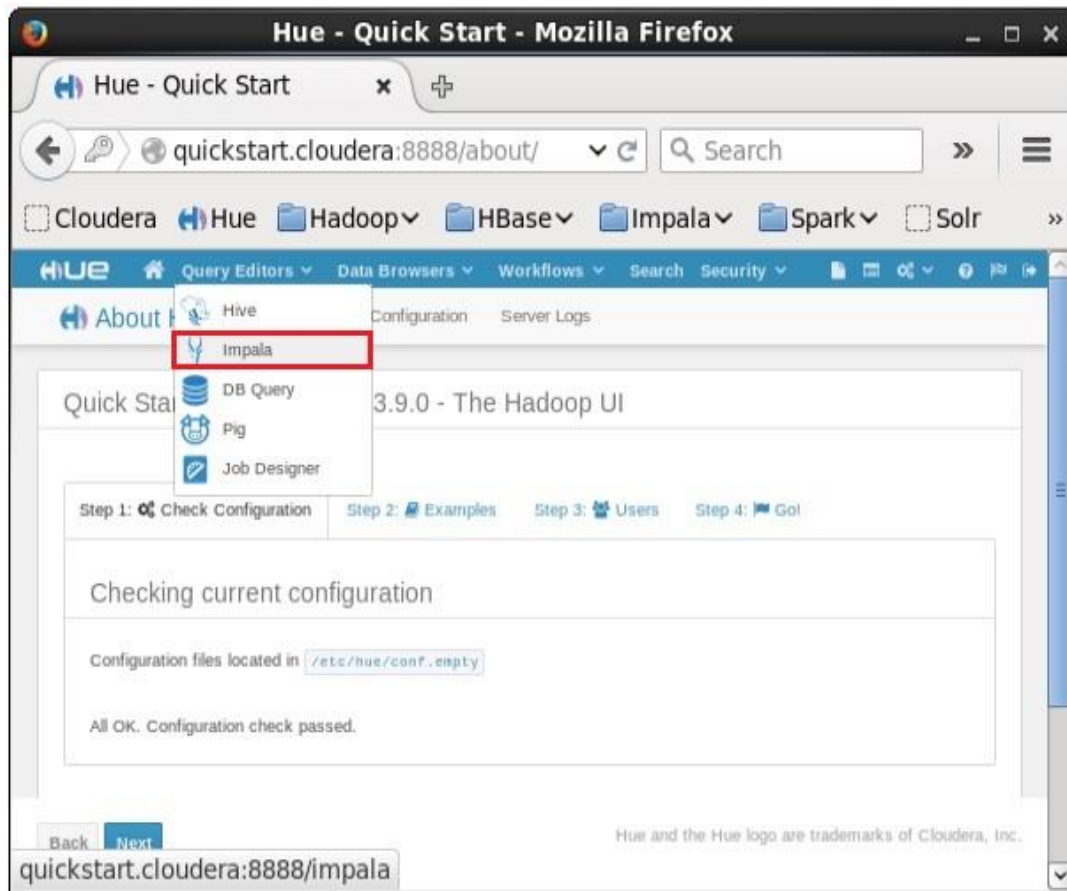 Hue - Quick Start - Mozilla Firefox
Hue - Quick Start
quickstart.cloudera:8888/about/ Search
Cloudera Hue Hadoop HBase Impala Spark Solr »
HUE Query Editors Data Browsers Workflows Search Security
About H Configuration Server Logs
Hive
Impala
DB Query
Pig
Job Designer
Quick Star 3.9.0 - The Hadoop UI
Step 1: Check Configuration Step 2: Examples Step 3: Users Step 4: Go!
Checking current configuration
Configuration files located in /etc/hue/conf.empty
All OK. Configuration check passed.
Back Next
Hue and the Hue logo are trademarks of Cloudera, Inc.
quickstart.cloudera:8888/impala